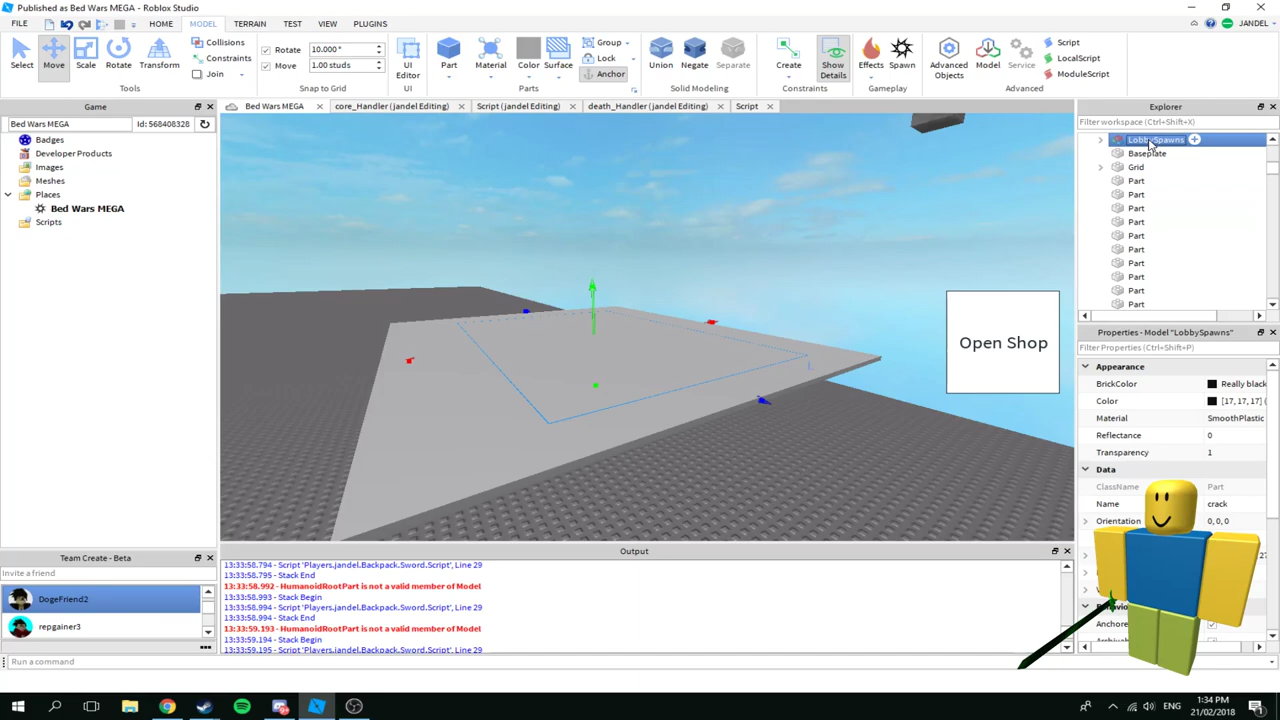 Published as Bed Wars MEGA - Roblox Studio
FILE HOME MODEL TERRAIN TEST VIEW PLUGINS JANDEL
Select Move Scale Rotate Transform
Collisions
Constraints
Join
Tools
Rotate 10.000 °
Move 1.00 studs
Snap to Grid
UI Editor
UI
Part Material Color Surface
Group
Lock
Anchor
Parts
Union Negate Separate
Solid Modeling
Create Show Details
Constraints
Effects Spawn
Gameplay
Advanced Objects Model Service
Script
LocalScript
ModuleScript
Advanced
Game
Bed Wars MEGA Id: 568408328
Badges
Developer Products
Images
Meshes
Places
Bed Wars MEGA
Scripts
Team Create - Beta
Invite a friend
DogeFriend2
repgainer3
Bed Wars MEGA core_Handler (jandel Editing) Script (jandel Editing) death_Handler (jandel Editing) Script
Open Shop
Output
13:33:58.794 - Script 'Players.jandel.Backpack.Sword.Script', Line 29
13:33:58.795 - Stack End
13:33:58.992 - HumanoidRootPart is not a valid member of Model
13:33:58.993 - Stack Begin
13:33:58.994 - Script 'Players.jandel.Backpack.Sword.Script', Line 29
13:33:58.994 - Stack End
13:33:59.193 - HumanoidRootPart is not a valid member of Model
13:33:59.194 - Stack Begin
13:33:59.195 - Script 'Players.jandel.Backpack.Sword.Script', Line 29
Run a command
Explorer
Filter workspace (Ctrl+Shift+X)
LobbySpawns
Baseplate
Grid
Part
Part
Part
Part
Part
Part
Part
Part
Part
Part
Properties - Model "LobbySpawns"
Filter Properties (Ctrl+Shift+P)
Appearance
BrickColor Really black
Color [17, 17, 17] (
Material SmoothPlastic
Reflectance 0
Transparency 1
Data
ClassName Part
Name crack
Orientation 0, 0, 0
ENG
1:34 PM
21/02/2018